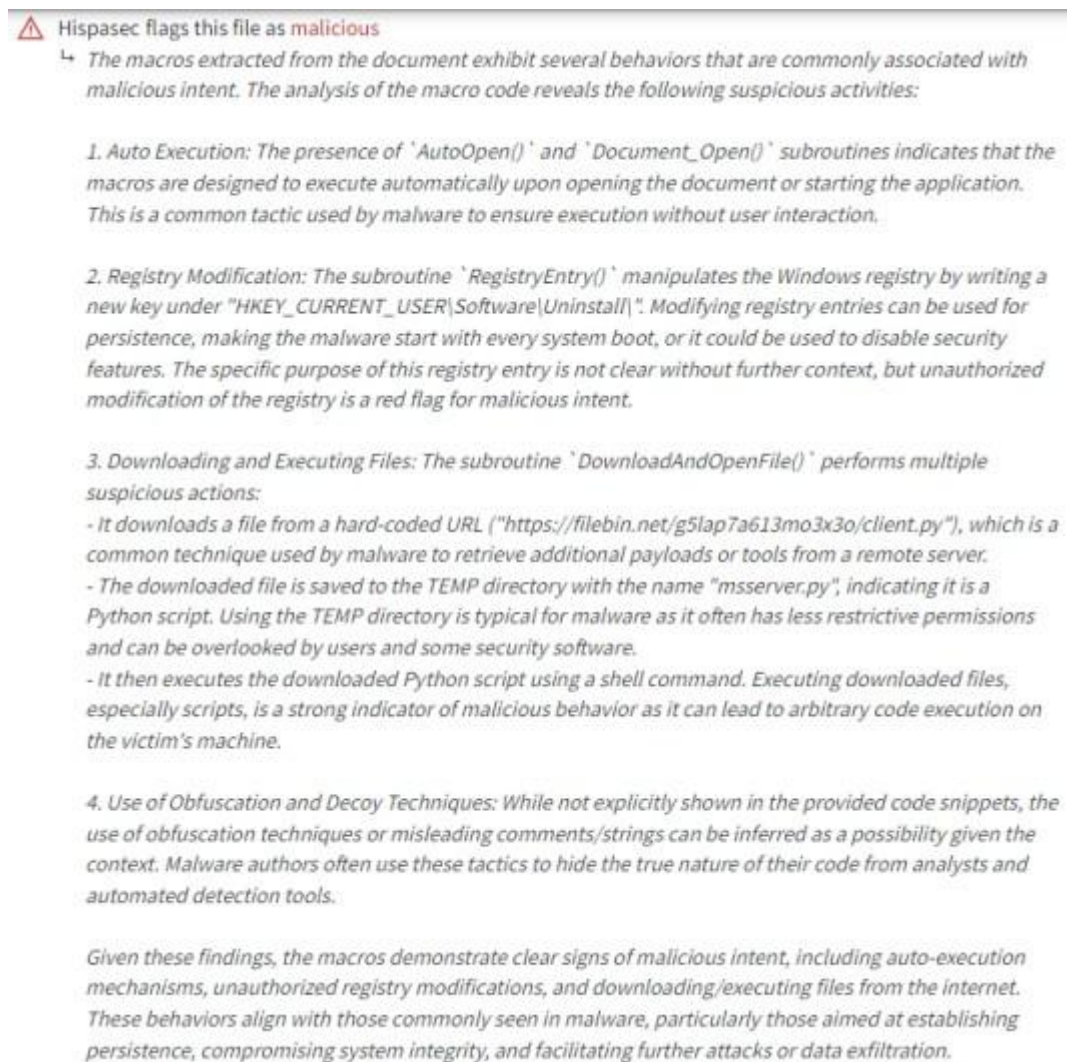 Hispasec flags this file as malicious
↳ The macros extracted from the document exhibit several behaviors that are commonly associated with
malicious intent. The analysis of the macro code reveals the following suspicious activities:
1. Auto Execution: The presence of `AutoOpen()` and `Document_Open()` subroutines indicates that the
macros are designed to execute automatically upon opening the document or starting the application.
This is a common tactic used by malware to ensure execution without user interaction.
2. Registry Modification: The subroutine `RegistryEntry()` manipulates the Windows registry by writing a
new key under "HKEY_CURRENT_USER\Software\Uninstall\". Modifying registry entries can be used for
persistence, making the malware start with every system boot, or it could be used to disable security
features. The specific purpose of this registry entry is not clear without further context, but unauthorized
modification of the registry is a red flag for malicious intent.
3. Downloading and Executing Files: The subroutine `DownloadAndOpenFile()` performs multiple
suspicious actions:
- It downloads a file from a hard-coded URL ("https://filebin.net/g5lap7a613mo3x3o/client.py"), which is a
common technique used by malware to retrieve additional payloads or tools from a remote server.
- The downloaded file is saved to the TEMP directory with the name "msserver.py", indicating it is a
Python script. Using the TEMP directory is typical for malware as it often has less restrictive permissions
and can be overlooked by users and some security software.
- It then executes the downloaded Python script using a shell command. Executing downloaded files,
especially scripts, is a strong indicator of malicious behavior as it can lead to arbitrary code execution on
the victim's machine.
4. Use of Obfuscation and Decoy Techniques: While not explicitly shown in the provided code snippets, the
use of obfuscation techniques or misleading comments/strings can be inferred as a possibility given the
context. Malware authors often use these tactics to hide the true nature of their code from analysts and
automated detection tools.
Given these findings, the macros demonstrate clear signs of malicious intent, including auto-execution
mechanisms, unauthorized registry modifications, and downloading/executing files from the internet.
These behaviors align with those commonly seen in malware, particularly those aimed at establishing
persistence, compromising system integrity, and facilitating further attacks or data exfiltration.